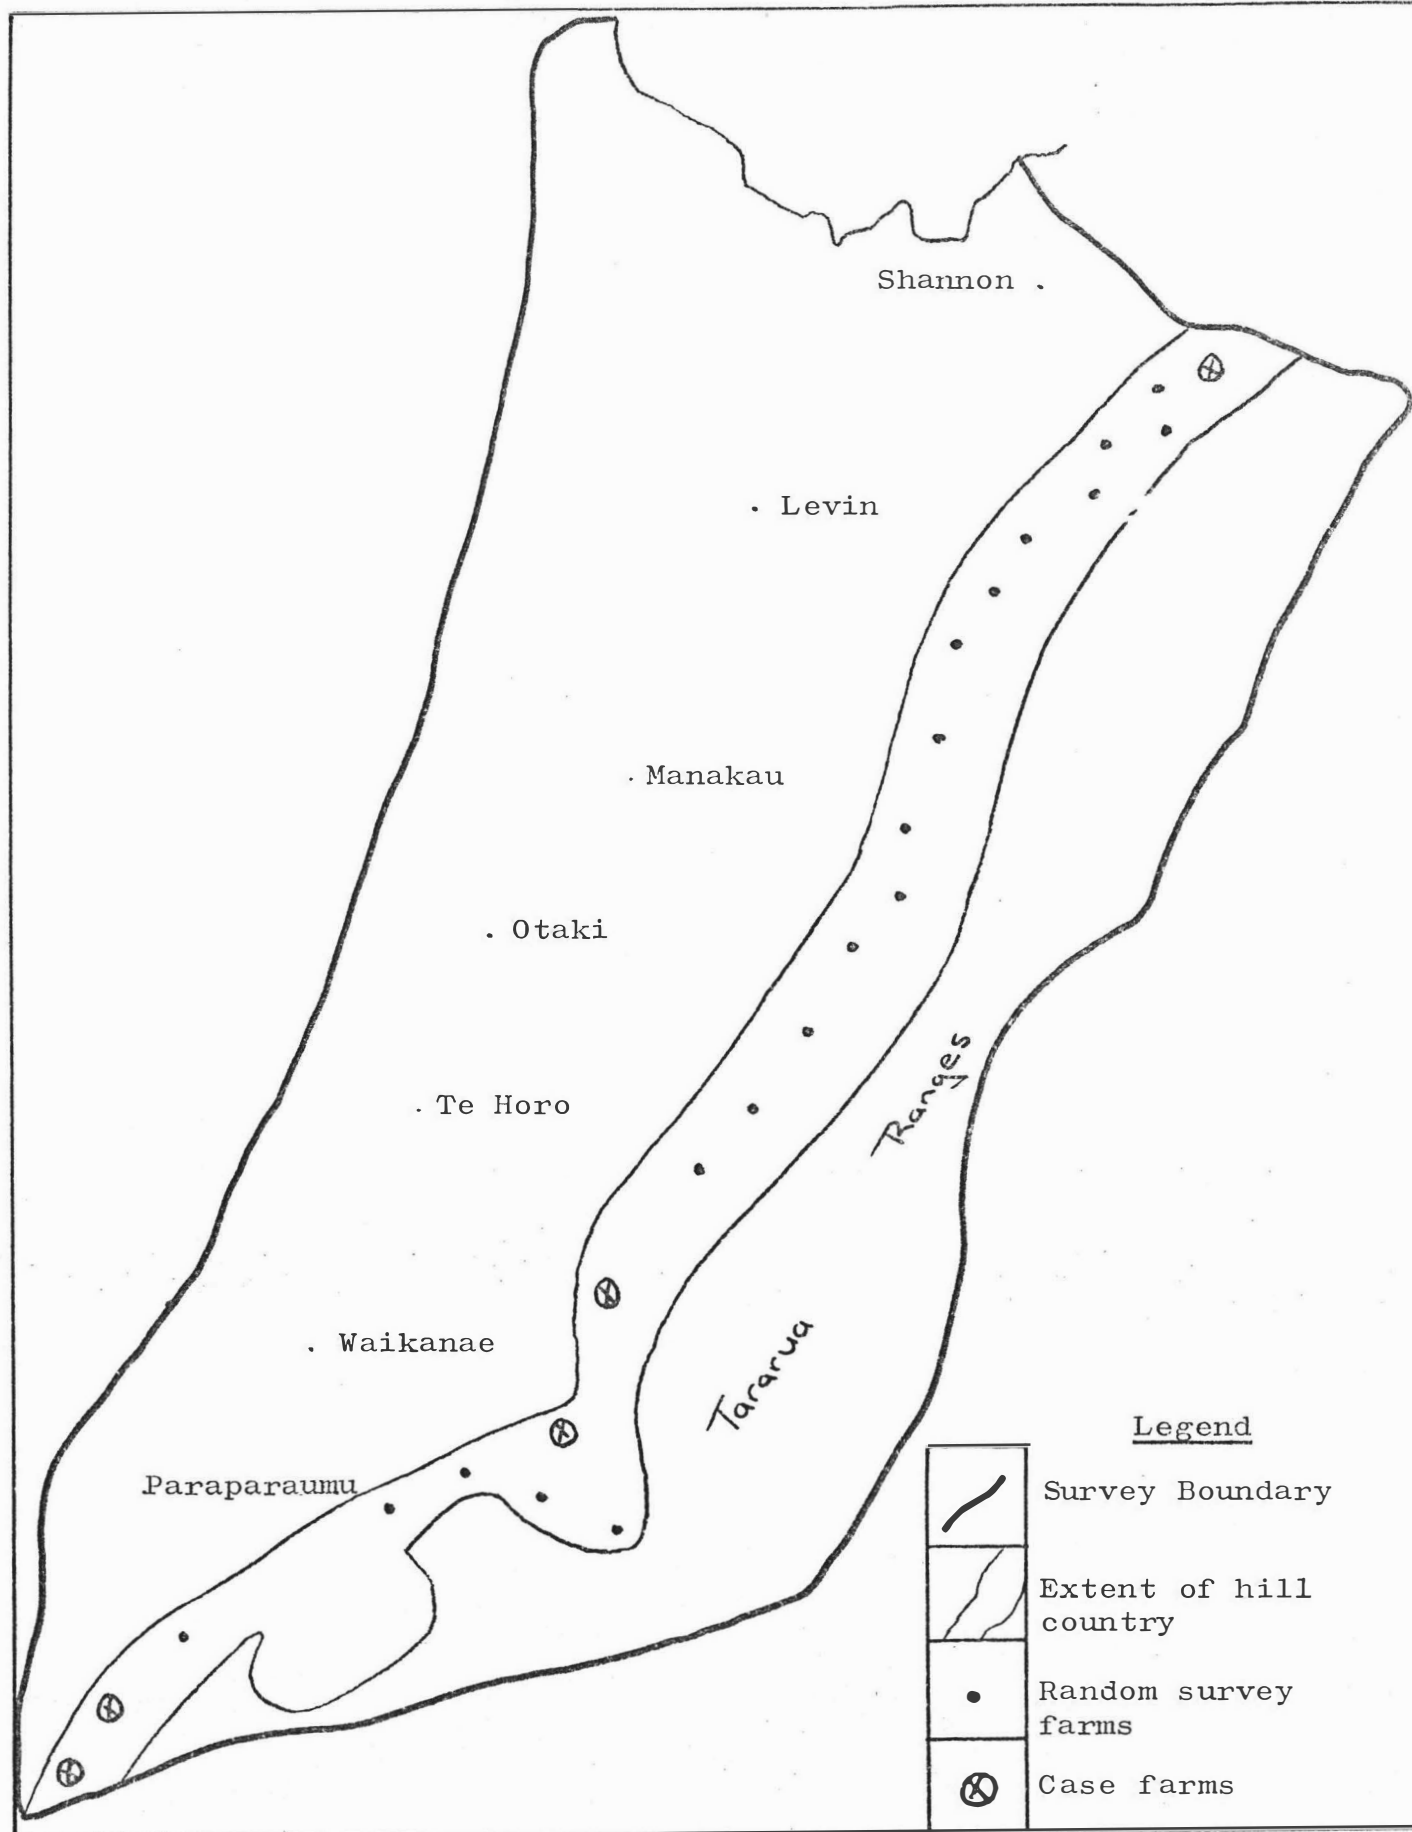 Shannon
Levin
Manakau
Otaki
Te Horo
Ranges
Waikanae
Tararua
Paraparaumu
Legend
Survey Boundary
Extent of hill
country
Random survey
farms
Case farms